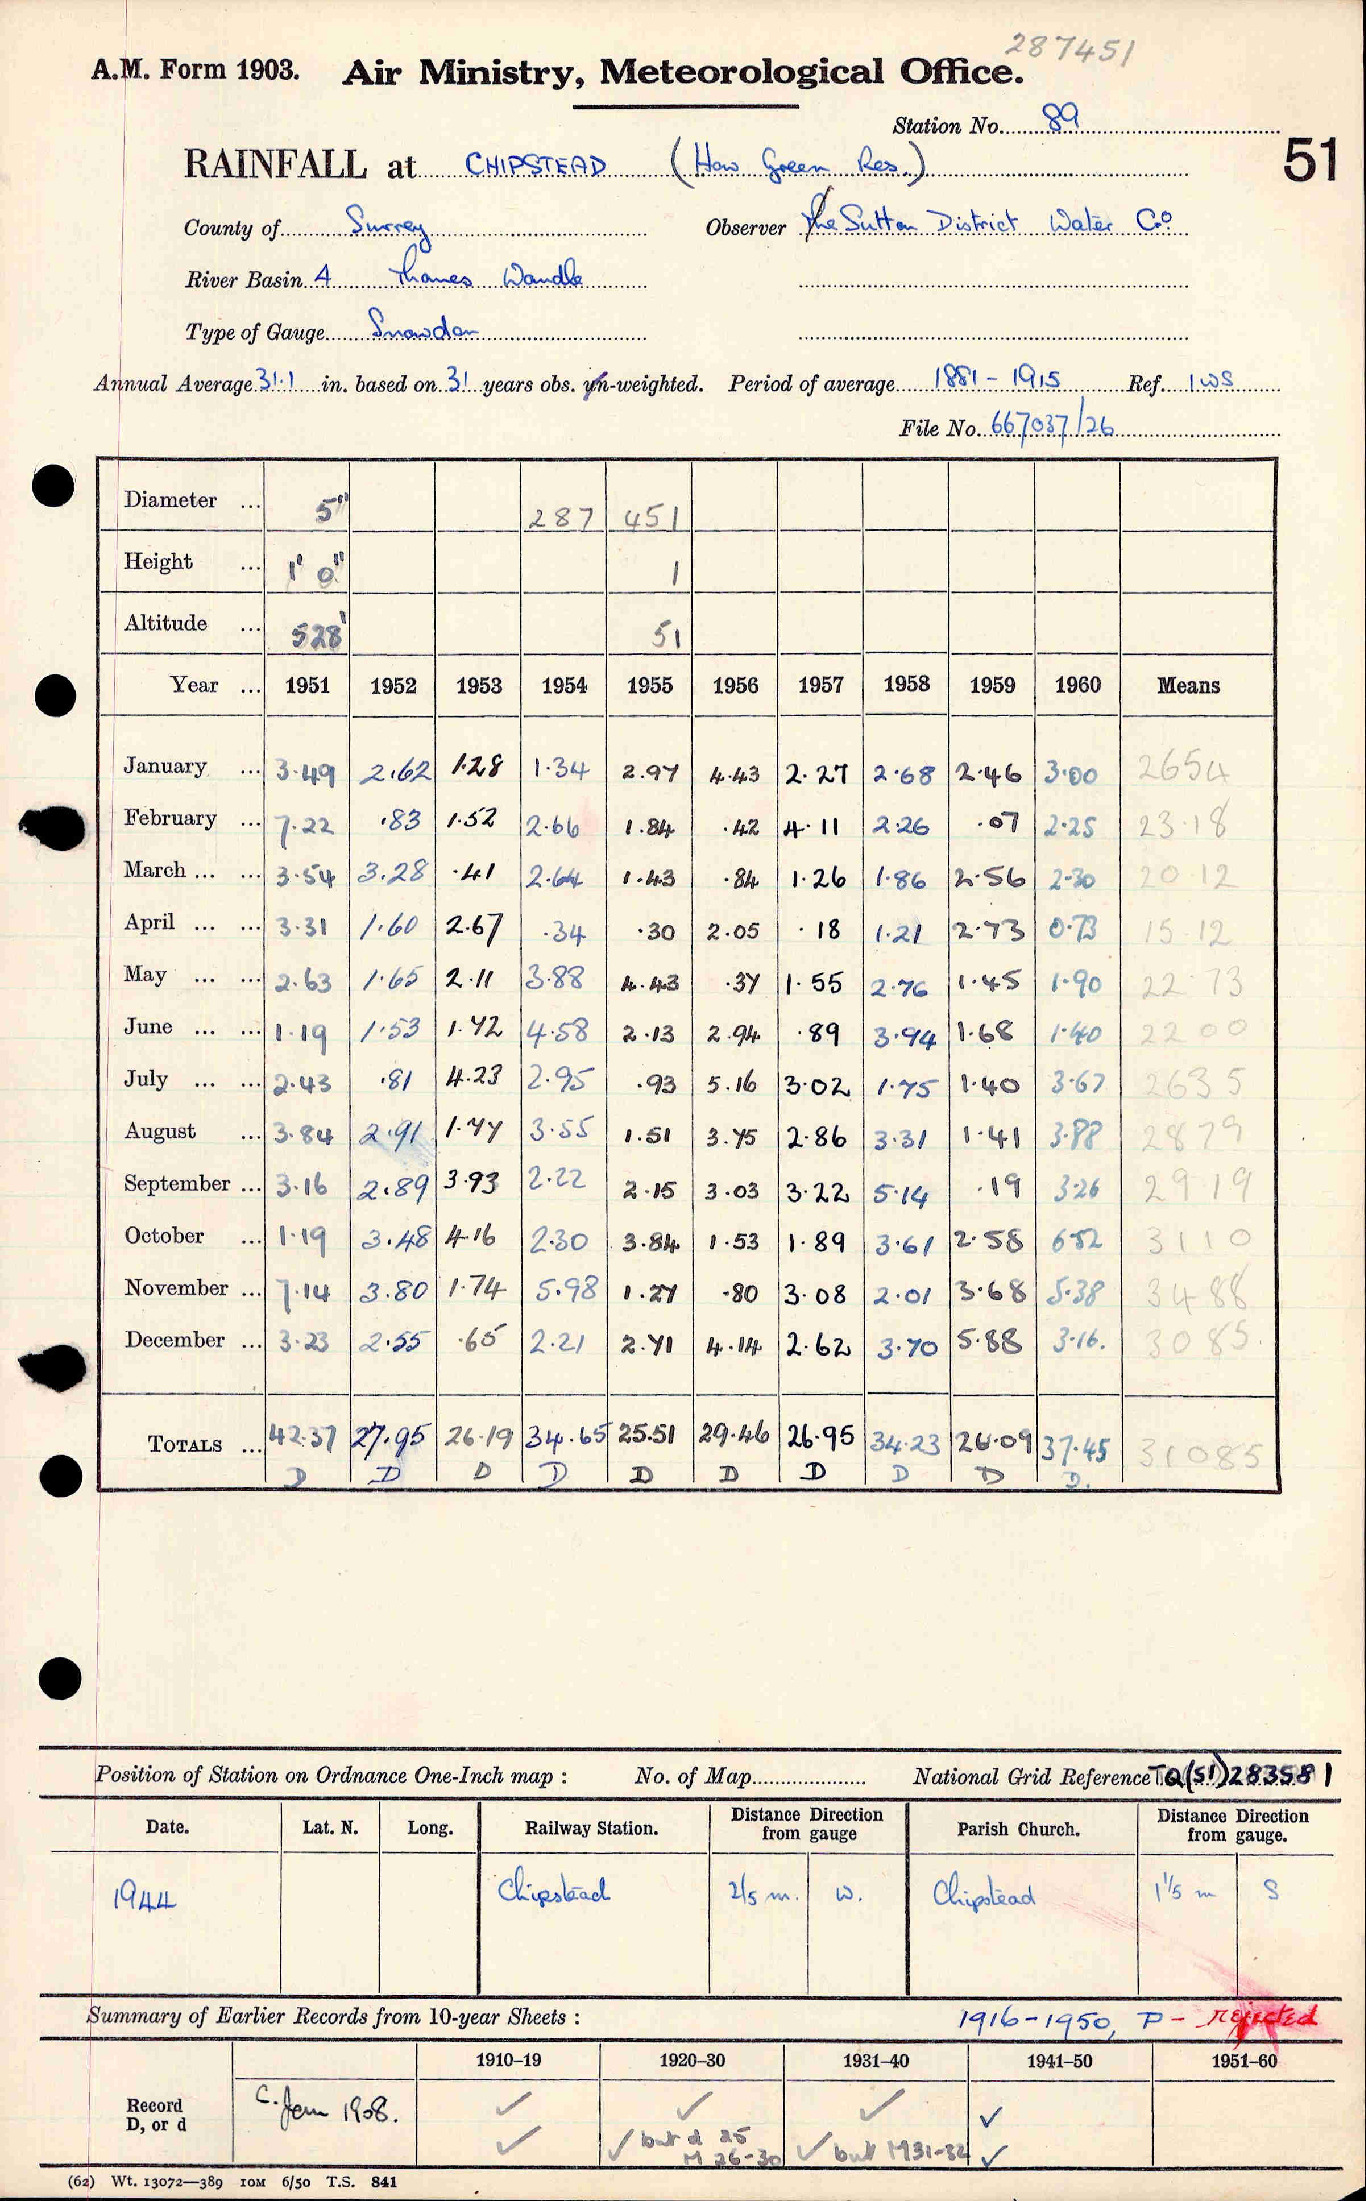 287451
A.M. Form 1903. Air Ministry, Meteorological Office.
Station No. 89
51
RAINFALL at CHIPSTEAD (How Green Res.)
County of Surrey Observer The Sutton District Water Co.
River Basin 4 Thames Wandle
Type of Gauge Snowdon
Annual Average 31.1 in. based on 31 years obs. un-weighted. Period of average 1881-1915 Ref. IWS
File No. 667037/26
Diameter ... 5" 287 451
Height ... 1' 0" 1
Altitude ... 528' 51
Year ... 1951 1952 1953 1954 1955 1956 1957 1958 1959 1960 Means
January ... 3.49 2.62 1.28 1.34 2.97 4.43 2.27 2.68 2.46 3.00 2654
February ... 7.22 .83 1.52 2.66 1.84 .42 4.11 2.26 .07 2.25 23.18
March ... ... 3.54 3.28 .41 2.64 1.43 .84 1.26 1.86 2.56 2.30 20 12
April ... ... 3.31 1.60 2.67 .34 .30 2.05 .18 1.21 2.73 0.73 15 12
May ... ... 2.63 1.65 2.11 3.88 4.43 .37 1.55 2.76 1.45 1.90 22 73
June ... ... 1.19 1.53 1.72 4.58 2.13 2.94 .89 3.94 1.68 1.40 2200
July ... ... 2.43 .81 4.23 2.95 .93 5.16 3.02 1.75 1.40 3.67 2635
August ... 3.84 2.91 1.77 3.55 1.51 3.75 2.86 3.31 1.41 3.88 2879
September ... 3.16 2.89 3.93 2.22 2.15 3.03 3.22 5.14 .19 3.26 2919
October ... 1.19 3.48 4.16 2.30 3.84 1.53 1.89 3.61 2.58 6.52 3110
November ... 7.14 3.80 1.74 5.98 1.27 .80 3.08 2.01 3.68 5.38 3488
December ... 3.23 2.55 .65 2.21 2.71 4.14 2.62 3.70 5.88 3.16. 3085.
TOTALS ... 42.37 27.95 26.19 34.65 25.51 29.46 26.95 34.23 26.09 37.45 31085
D D D D D D D D D D.
Position of Station on Ordnance One-Inch map : No. of Map National Grid Reference TQ(51)283581
Date. Lat. N. Long. Railway Station. Distance Direction from gauge Parish Church. Distance Direction from gauge.
1944 Chipstead 2/5 m. W. Chipstead 1 1/5 m S
Summary of Earlier Records from 10-year Sheets : 1916-1950, P - rejected
1910–19 1920–30 1931–40 1941–50 1951–60
Record D, or d C. Jan 1908. ✓ ✓ ✓ ✓
✓ ✓ but d 25 M 26-30 ✓ but M31-32 ✓
(62) Wt. 13072—389 10M 6/50 T.S. 841